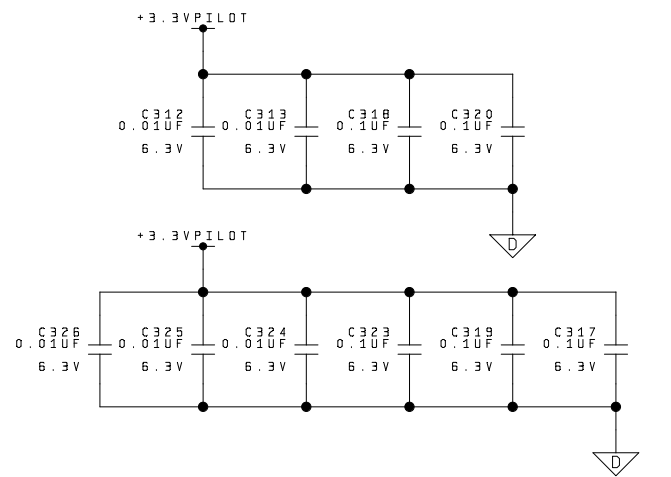 +3.3VPILOT
C312 C313 C318 C320
0.01UF 0.01UF 0.1UF 0.1UF
6.3V 6.3V 6.3V 6.3V
D
+3.3VPILOT
C326 C325 C324 C323 C319 C317
0.01UF 0.01UF 0.01UF 0.1UF 0.1UF 0.1UF
6.3V 6.3V 6.3V 6.3V 6.3V 6.3V
D